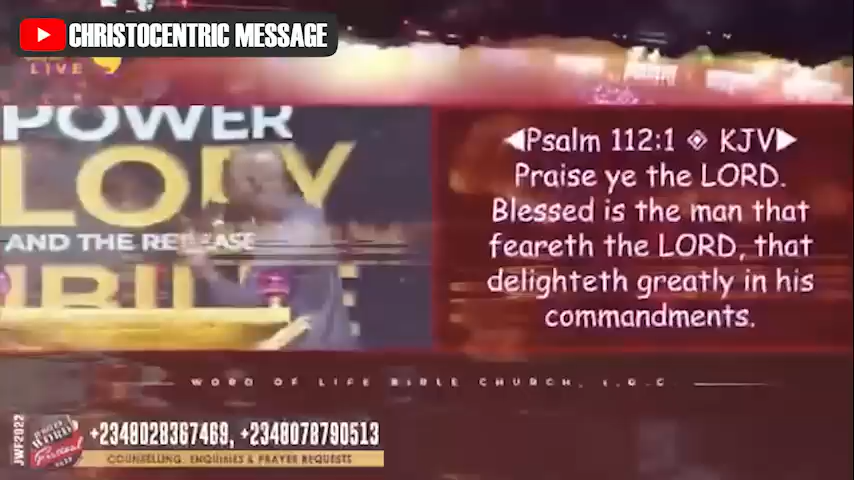 CHRISTOCENTRIC MESSAGE
LIVE
POWER
AND THE RELEASE
Psalm 112:1 KJV
Praise ye the LORD.
Blessed is the man that
feareth the LORD, that
delighteth greatly in his
commandments.
WORD OF LIFE BIBLE CHURCH,
JWF2022
+2348028367469, +2348078790513
COUNSELLING, ENQUIRIES & PRAYER REQUESTS